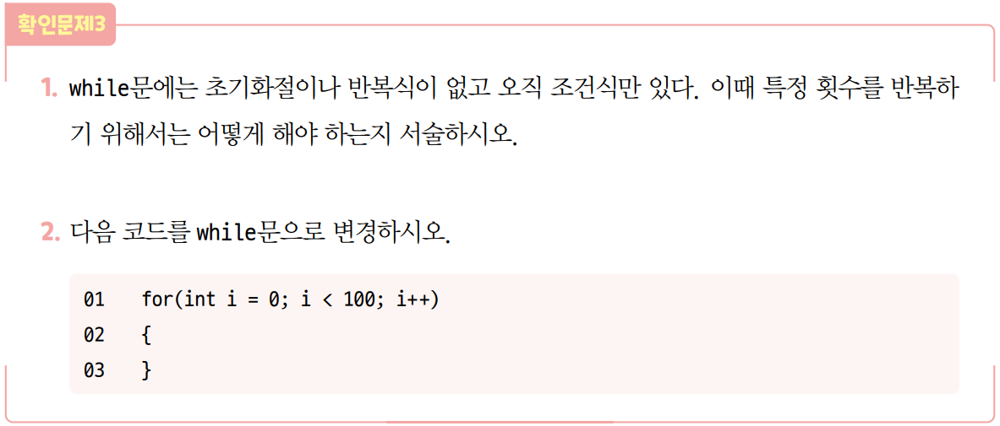 확인문제3
1. while문에는 초기화절이나 반복식이 없고 오직 조건식만 있다. 이때 특정 횟수를 반복하
기 위해서는 어떻게 해야 하는지 서술하시오.
2. 다음 코드를 while문으로 변경하시오.
01 for(int i = 0; i < 100; i++)
02 {
03 }